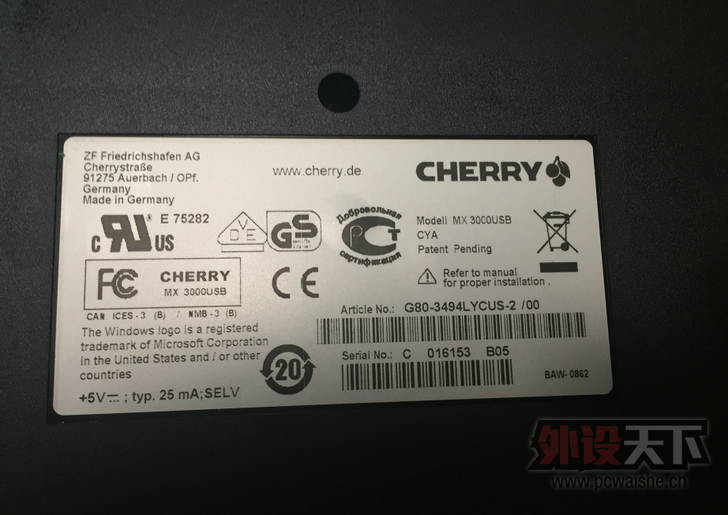 ZF Friedrichshafen AG
Cherrystraße
91275 Auerbach / OPf.
Germany
Made in Germany
www.cherry.de
CHERRY
c RU US E 75282
VDE
GS
Добровольная
РСТ
сертификация
Modell MX 3000USB
CYA
Patent Pending
FC CHERRY
MX 3000USB
CE
Refer to manual
for proper installation .
CAN ICES - 3 (B) / NMB - 3 (B)
Article No.: G80-3494LYCUS-2 /00
The Windows logo is a registered
trademark of Microsoft Corporation
in the United States and / or other
countries
20
Serial No.: C 016153 B05
+5V ; typ. 25 mA;SELV
BAW- 0862
外设天下
www.pcwaishe.cn